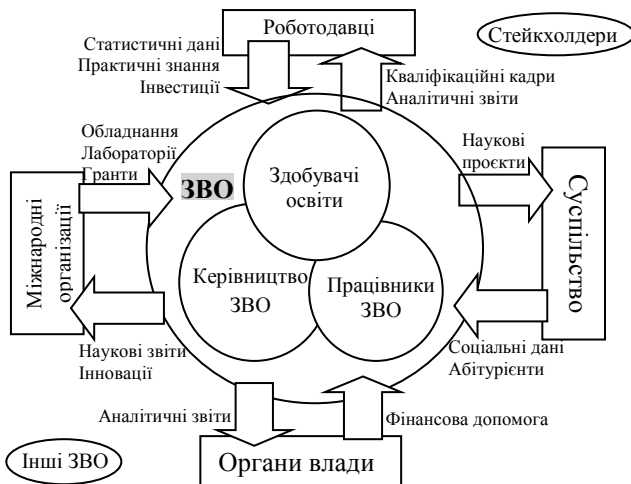 Роботодавці
Стейкхолдери
Статистичні дані
Практичні знання
Інвестиції
Кваліфікаційні кадри
Аналітичні звіти
Обладнання
Лабораторії
Гранти
ЗВО
Здобувачі
освіти
Наукові
проєкти
Міжнародні
організації
Суспільство
Керівництво
ЗВО
Працівники
ЗВО
Наукові звіти
Інновації
Соціальні дані
Абітурієнти
Аналітичні звіти
Фінансова допомога
Інші ЗВО
Органи влади